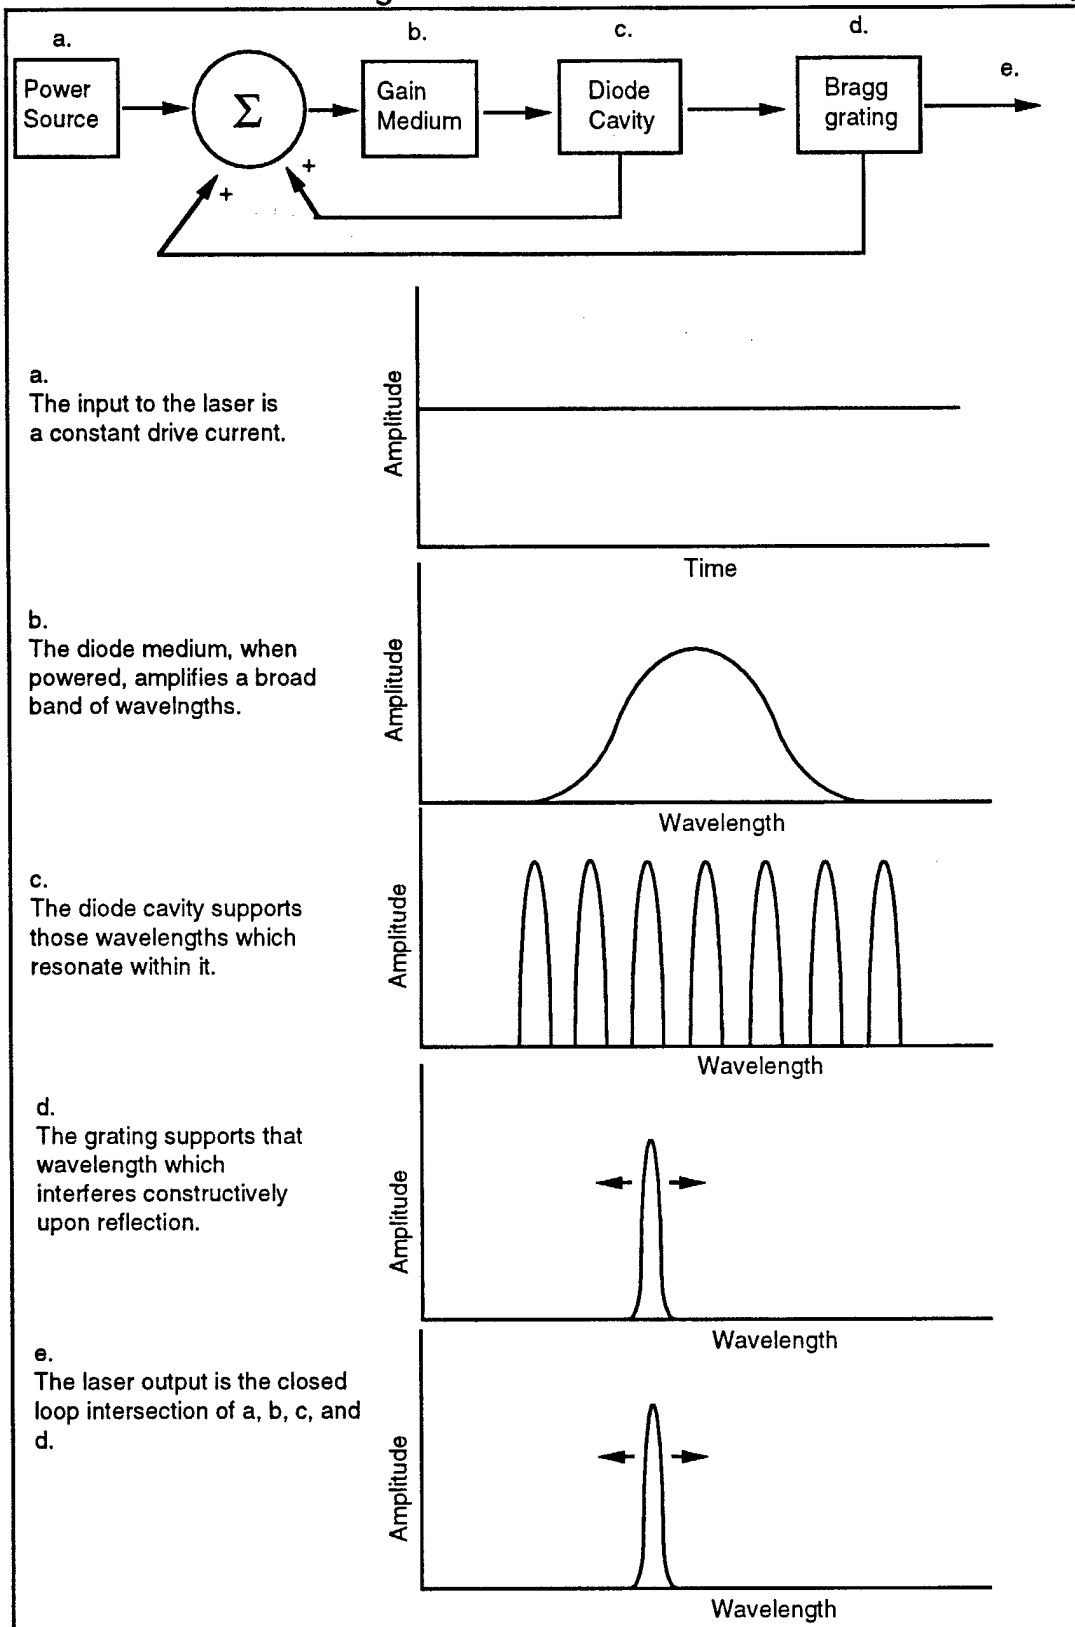 a.
b.
c.
d.
e.
Power
Source
Σ
Gain
Medium
Diode
Cavity
Bragg
grating
+
+
a.
The input to the laser is
a constant drive current.
Amplitude
Time
b.
The diode medium, when
powered, amplifies a broad
band of wavelngths.
Amplitude
Wavelength
c.
The diode cavity supports
those wavelengths which
resonate within it.
Amplitude
Wavelength
d.
The grating supports that
wavelength which
interferes constructively
upon reflection.
Amplitude
Wavelength
e.
The laser output is the closed
loop intersection of a, b, c, and
d.
Amplitude
Wavelength